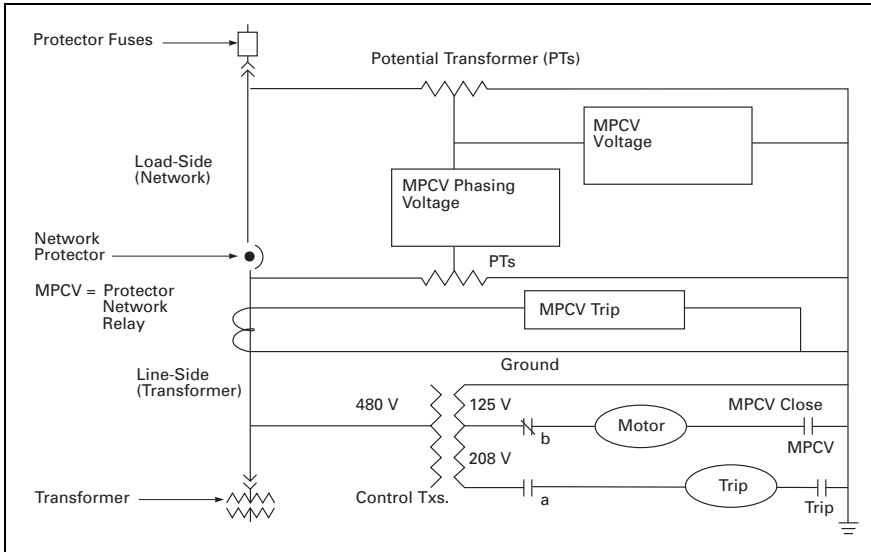 Protector Fuses
Potential Transformer (PTs)
MPCV
Voltage
Load-Side
(Network)
MPCV Phasing
Voltage
Network
Protector
PTs
MPCV = Protector
Network
Relay
MPCV Trip
Ground
Line-Side
(Transformer)
480 V
125 V
MPCV Close
b
Motor
MPCV
208 V
Transformer
Control Txs.
a
Trip
Trip